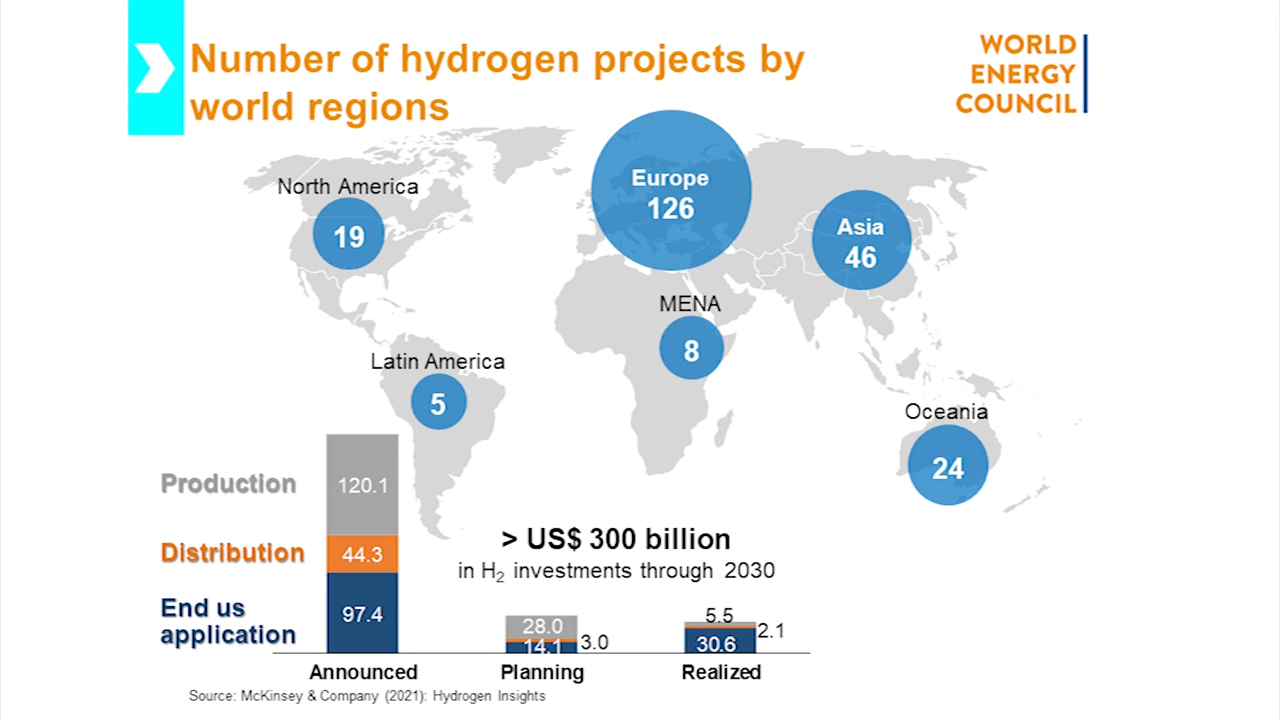 Number of hydrogen projects by
world regions
WORLD
ENERGY
COUNCIL
North America
19
Europe
126
Asia
46
MENA
8
Latin America
5
Oceania
24
Production
120.1
Distribution
44.3
End us
application
97.4
> US$ 300 billion
in H₂ investments through 2030
28.0
14.1
3.0
5.5
2.1
30.6
Announced
Planning
Realized
Source: McKinsey & Company (2021): Hydrogen Insights